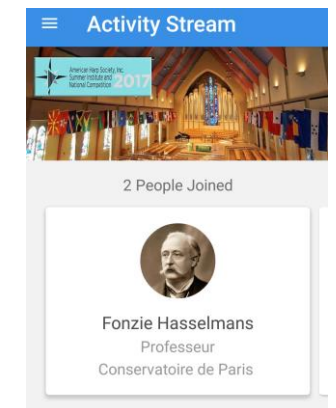 Activity Stream
American Harp Society, Inc.
Summer Institute and
National Competition
2017
2 People Joined
Fonzie Hasselmans
Professeur
Conservatoire de Paris